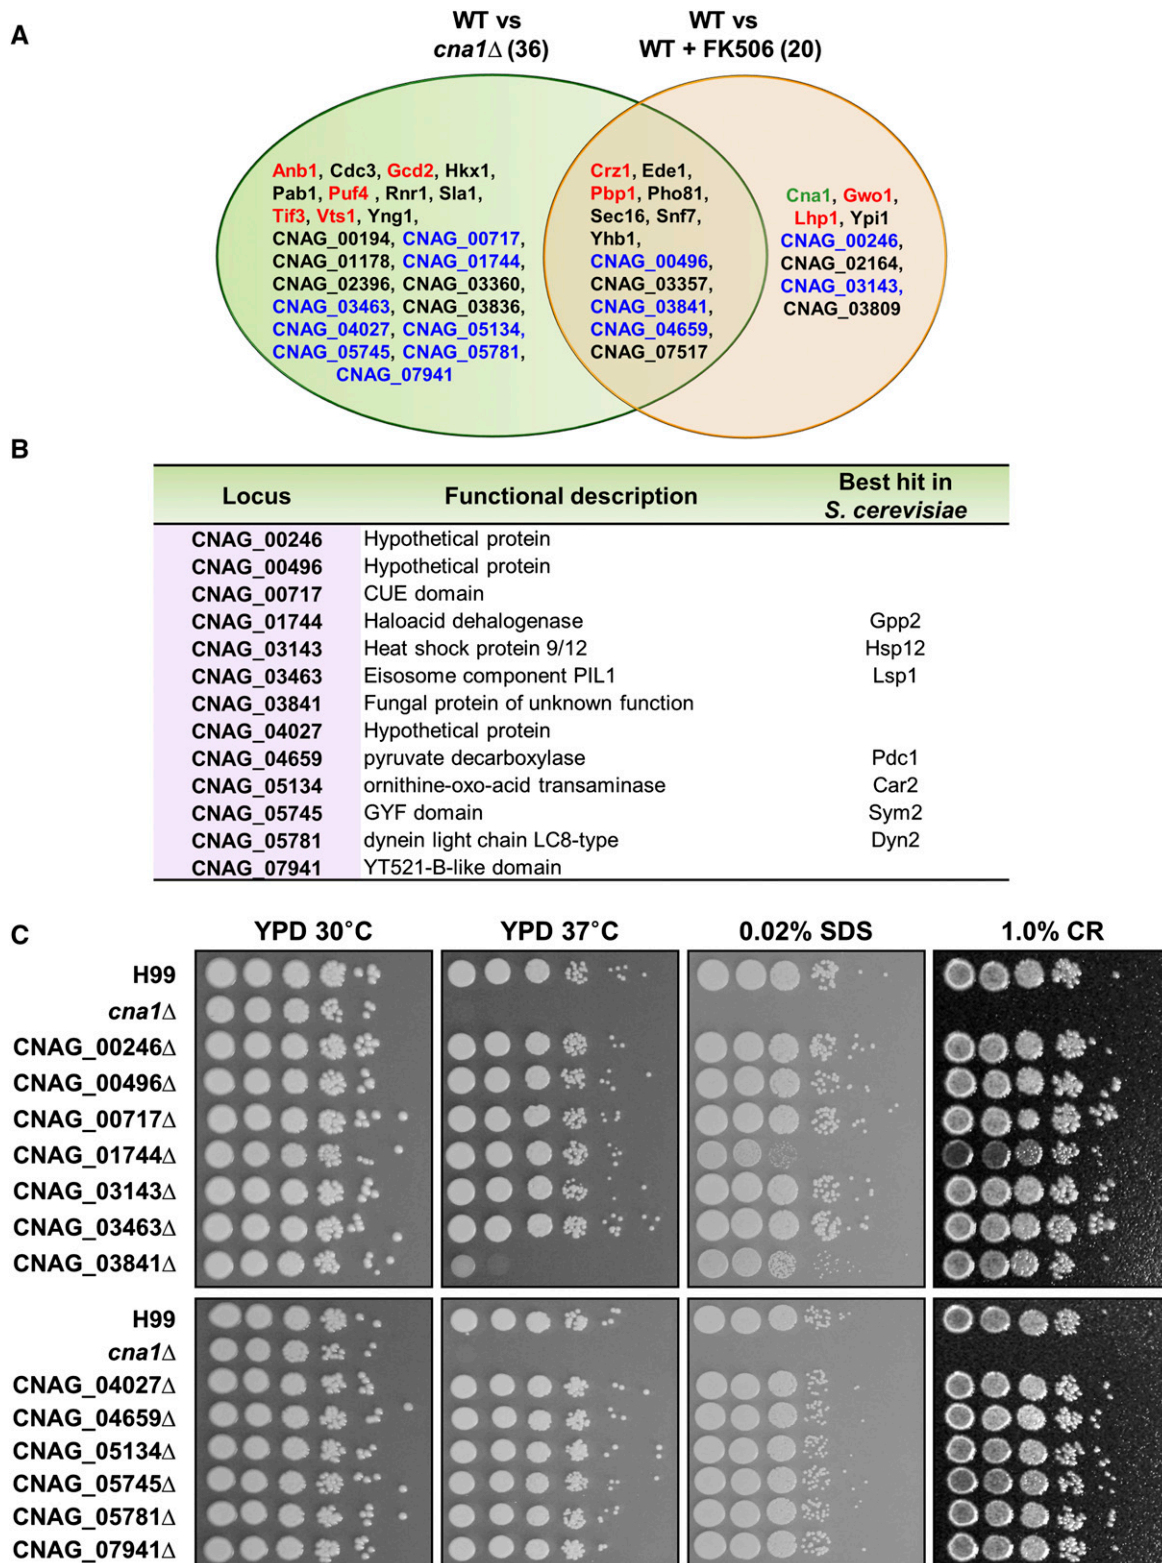 A
WT vs
cna1Δ (36)
WT vs
WT + FK506 (20)
Anb1, Cdc3, Gcd2, Hkx1,
Pab1, Puf4 , Rnr1, Sla1,
Tif3, Vts1, Yng1,
CNAG_00194, CNAG_00717,
CNAG_01178, CNAG_01744,
CNAG_02396, CNAG_03360,
CNAG_03463, CNAG_03836,
CNAG_04027, CNAG_05134,
CNAG_05745, CNAG_05781,
CNAG_07941
Crz1, Ede1,
Pbp1, Pho81,
Sec16, Snf7,
Yhb1,
CNAG_00496,
CNAG_03357,
CNAG_03841,
CNAG_04659,
CNAG_07517
Cna1, Gwo1,
Lhp1, Ypi1
CNAG_00246,
CNAG_02164,
CNAG_03143,
CNAG_03809
B
Locus Functional description Best hit in
S. cerevisiae
CNAG_00246 Hypothetical protein
CNAG_00496 Hypothetical protein
CNAG_00717 CUE domain
CNAG_01744 Haloacid dehalogenase Gpp2
CNAG_03143 Heat shock protein 9/12 Hsp12
CNAG_03463 Eisosome component PIL1 Lsp1
CNAG_03841 Fungal protein of unknown function
CNAG_04027 Hypothetical protein
CNAG_04659 pyruvate decarboxylase Pdc1
CNAG_05134 ornithine-oxo-acid transaminase Car2
CNAG_05745 GYF domain Sym2
CNAG_05781 dynein light chain LC8-type Dyn2
CNAG_07941 YT521-B-like domain
C
YPD 30°C YPD 37°C 0.02% SDS 1.0% CR
H99
cna1Δ
CNAG_00246Δ
CNAG_00496Δ
CNAG_00717Δ
CNAG_01744Δ
CNAG_03143Δ
CNAG_03463Δ
CNAG_03841Δ
H99
cna1Δ
CNAG_04027Δ
CNAG_04659Δ
CNAG_05134Δ
CNAG_05745Δ
CNAG_05781Δ
CNAG_07941Δ